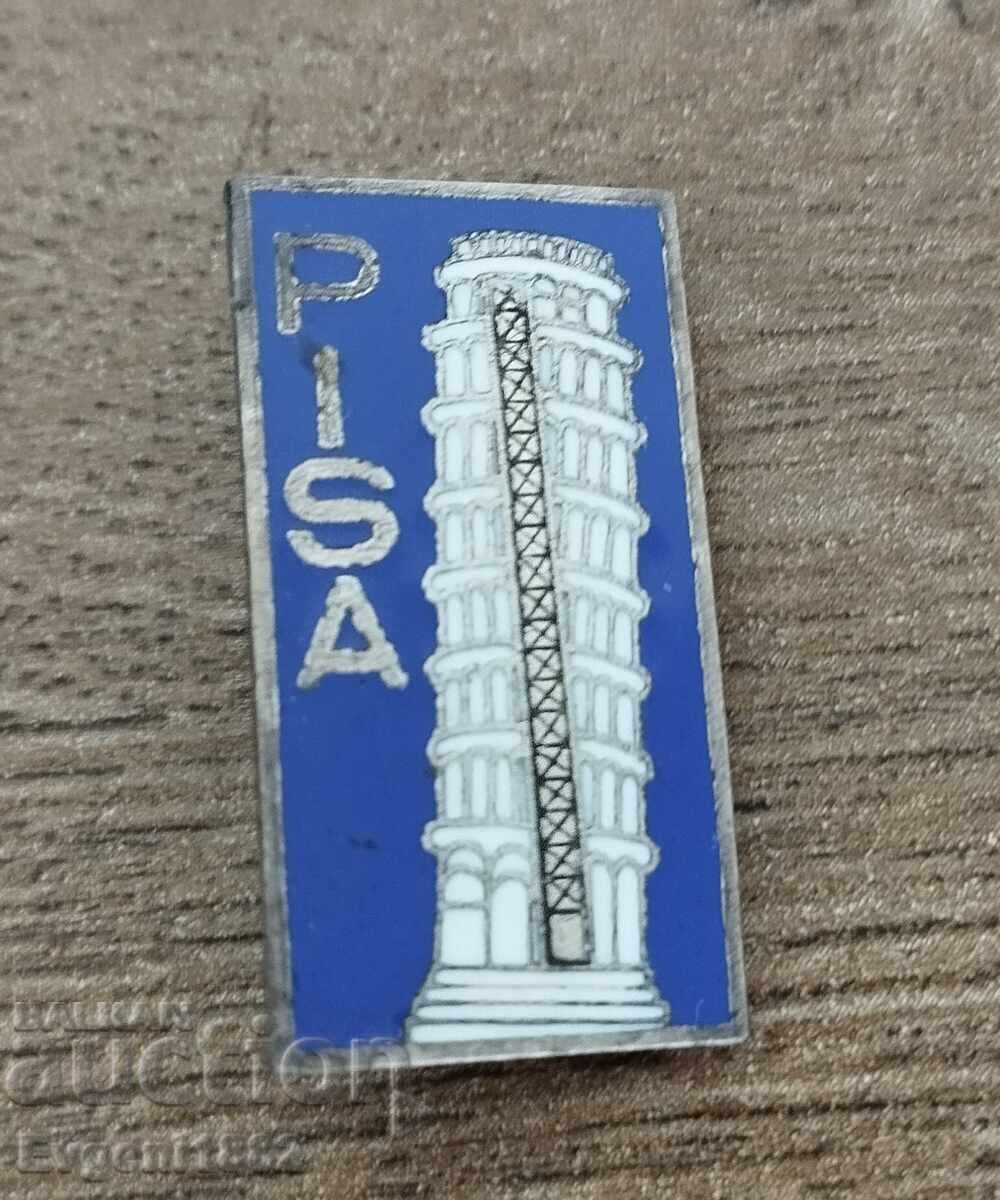 PISA
BALKAN
auction
Evgeni1882